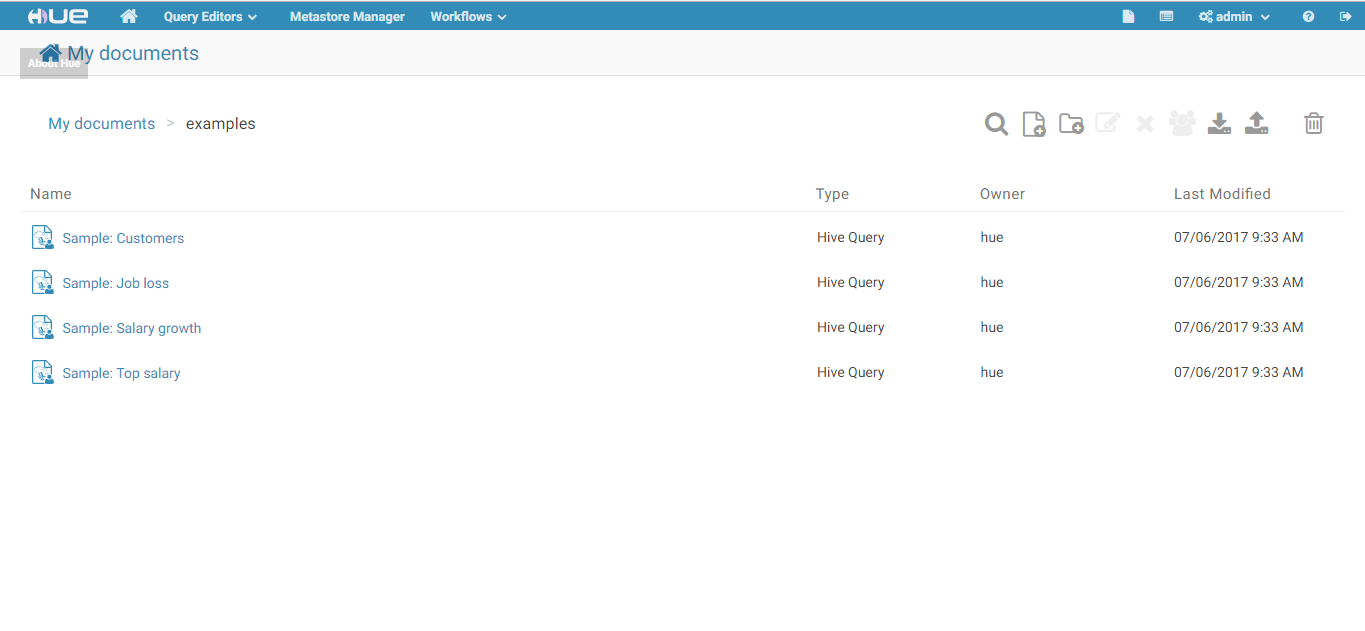 HUE Query Editors Metastore Manager Workflows admin
My documents
About Hue
My documents > examples
Name Type Owner Last Modified
Sample: Customers Hive Query hue 07/06/2017 9:33 AM
Sample: Job loss Hive Query hue 07/06/2017 9:33 AM
Sample: Salary growth Hive Query hue 07/06/2017 9:33 AM
Sample: Top salary Hive Query hue 07/06/2017 9:33 AM